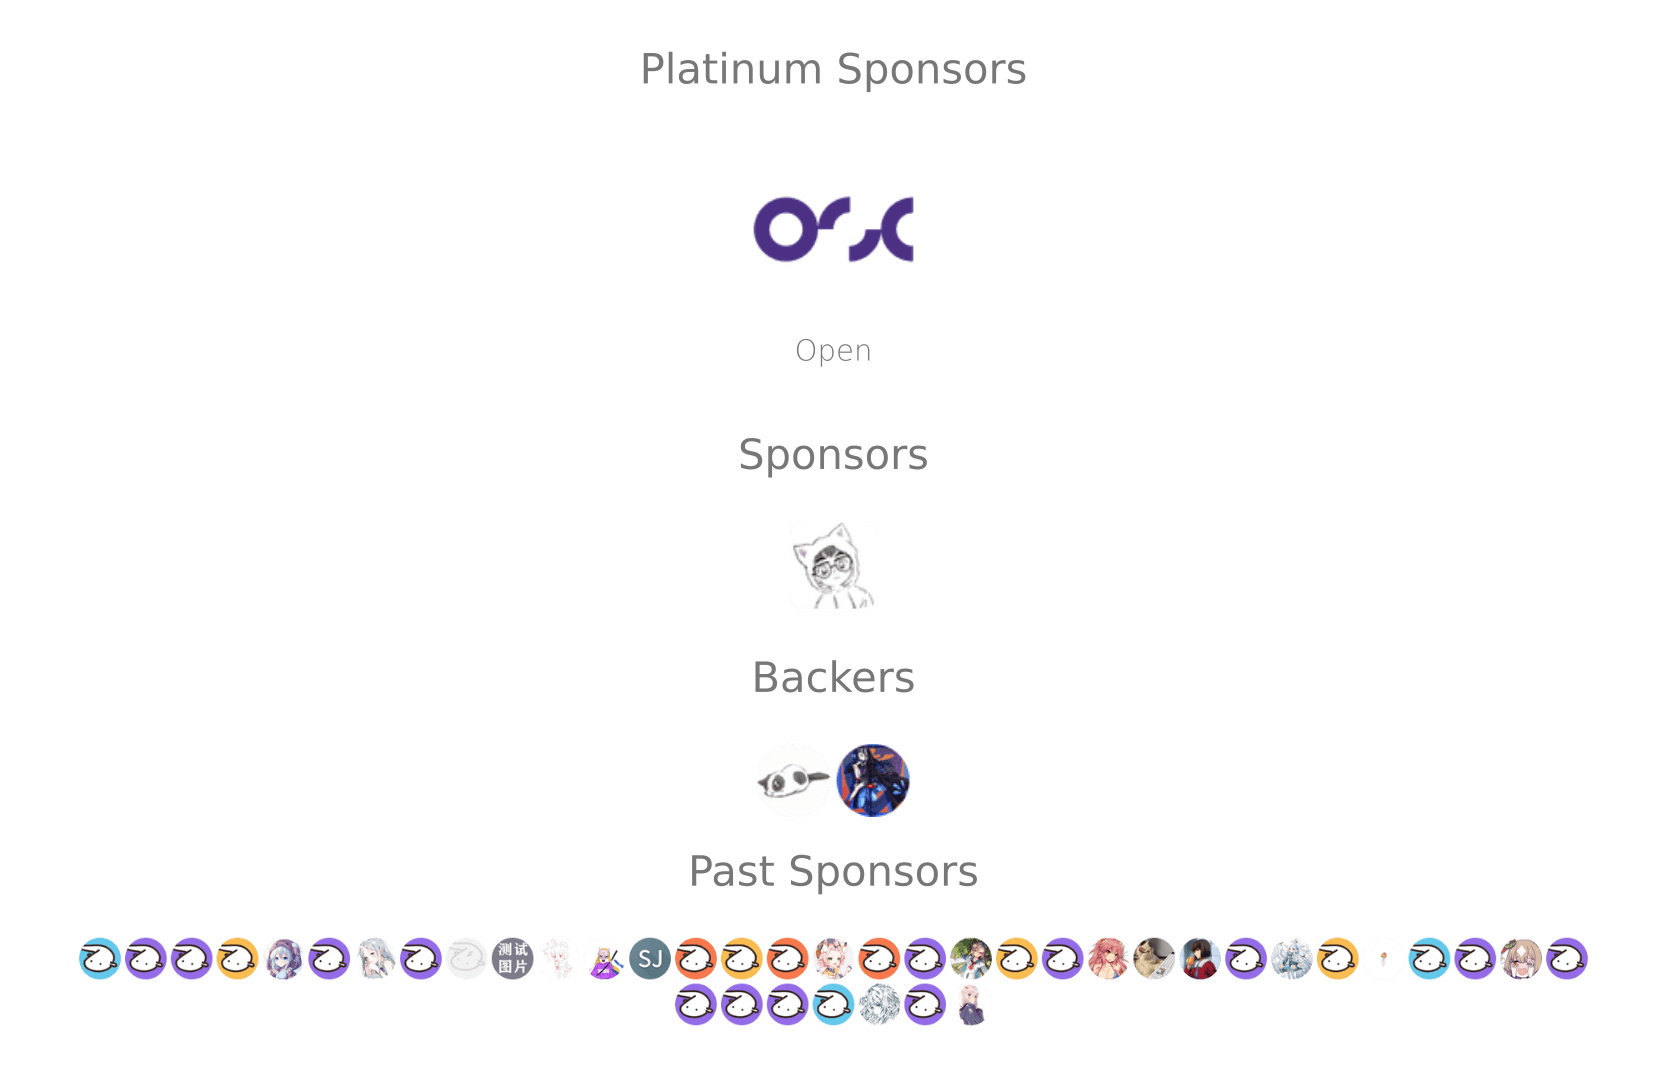 Platinum Sponsors
Open
Sponsors
Backers
Past Sponsors
测试
图片
SJ